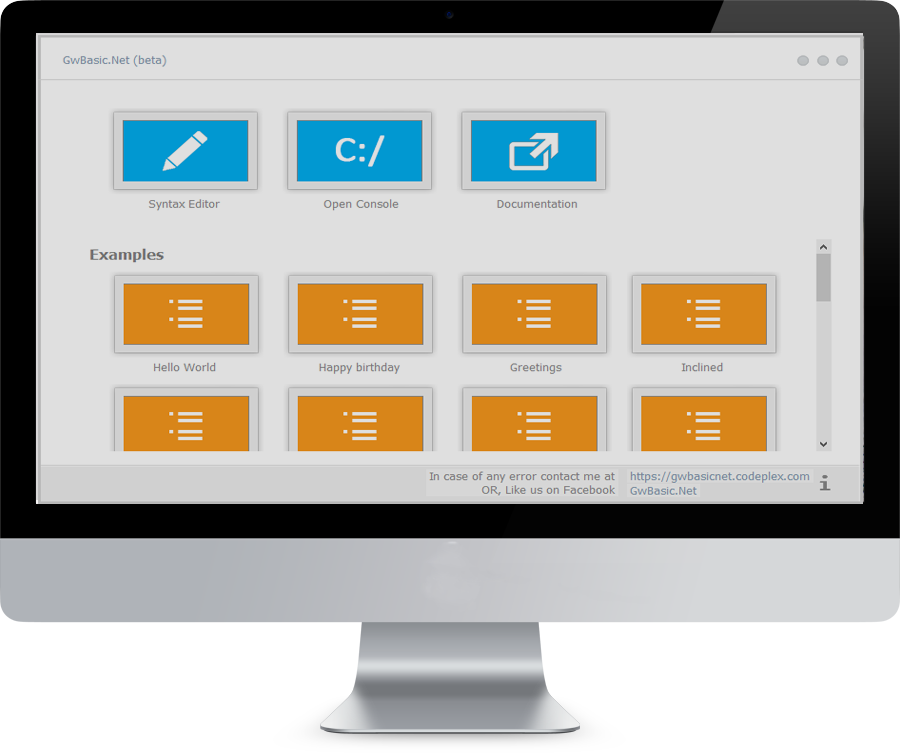 GwBasic.Net (beta)
C:/
Syntax Editor
Open Console
Documentation
Examples
Hello World
Happy birthday
Greetings
Inclined
In case of any error contact me at
https://gwbasicnet.codeplex.com
OR, Like us on Facebook
GwBasic.Net